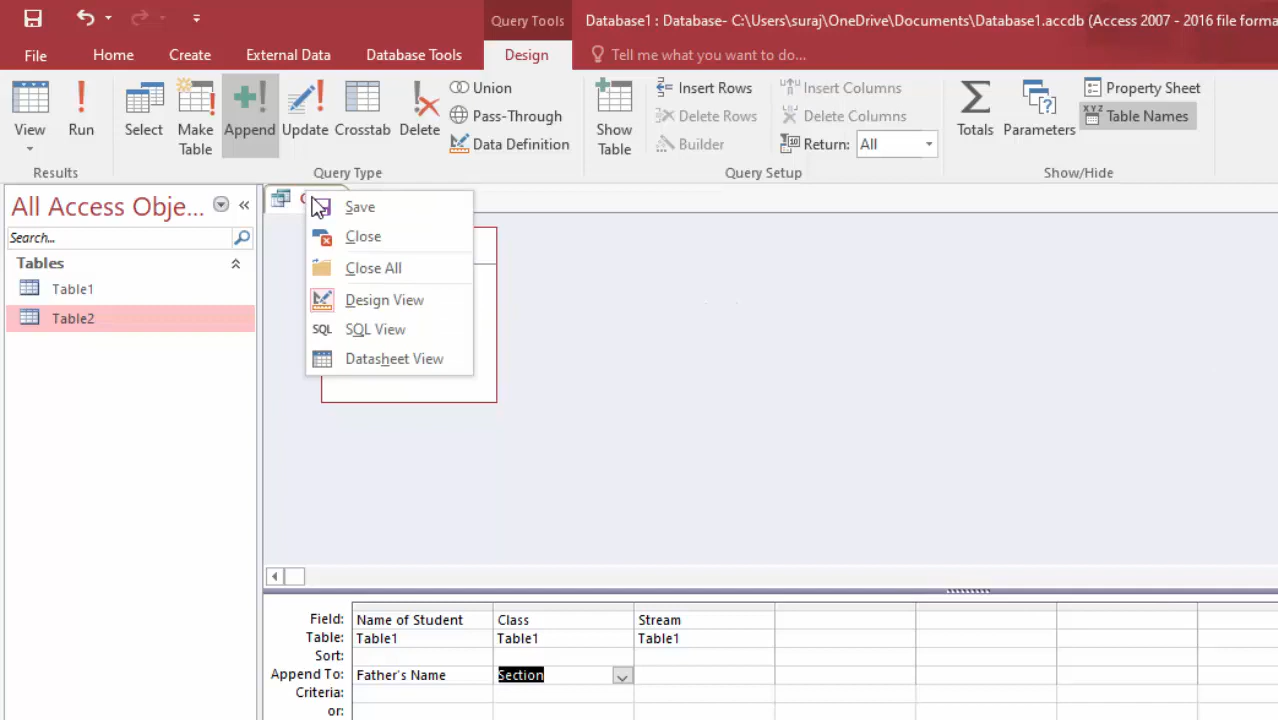 Query Tools
Database1 : Database- C:\Users\suraj\OneDrive\Documents\Database1.accdb (Access 2007 - 2016 file forma
File
Home
Create
External Data
Database Tools
Design
Tell me what you want to do...
View
Run
Select
Make Table
Append
Update
Crosstab
Delete
Union
Pass-Through
Data Definition
Show Table
Insert Rows
Delete Rows
Builder
Insert Columns
Delete Columns
Return: All
Totals
Parameters
Property Sheet
XYZ Table Names
Results
Query Type
Query Setup
Show/Hide
All Access Obje...
Search...
Tables
Table1
Table2
Save
Close
Close All
Design View
SQL SQL View
Datasheet View
Field: Name of Student Class Stream
Table: Table1 Table1 Table1
Sort:
Append To: Father's Name Section
Criteria:
or: